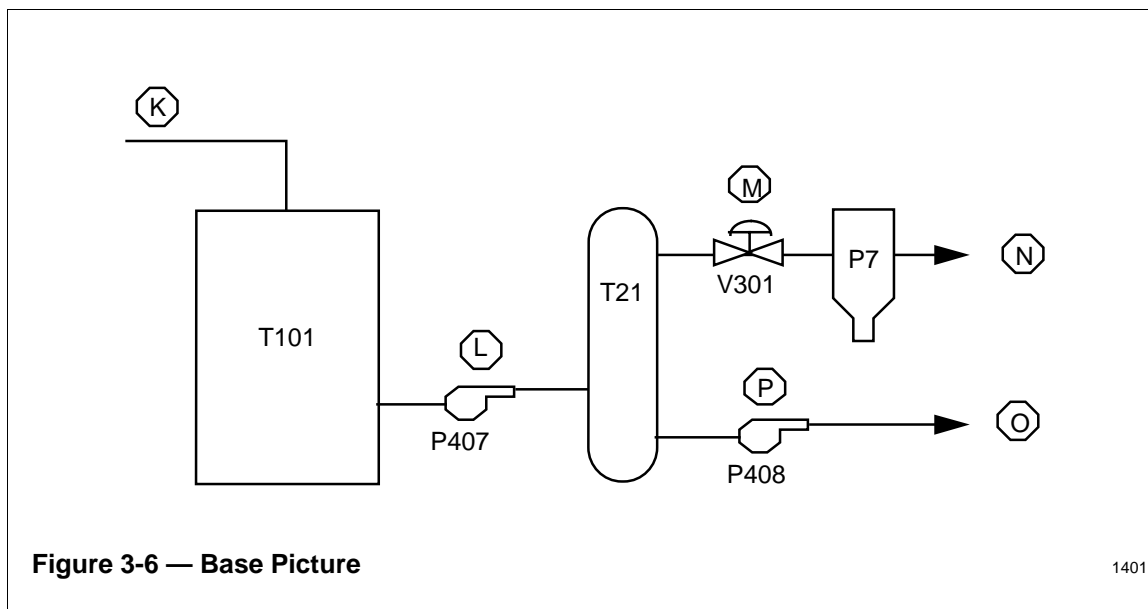 K
M
N
P7
T21
V301
T101
L
P
O
P407
P408
Figure 3-6 — Base Picture
1401